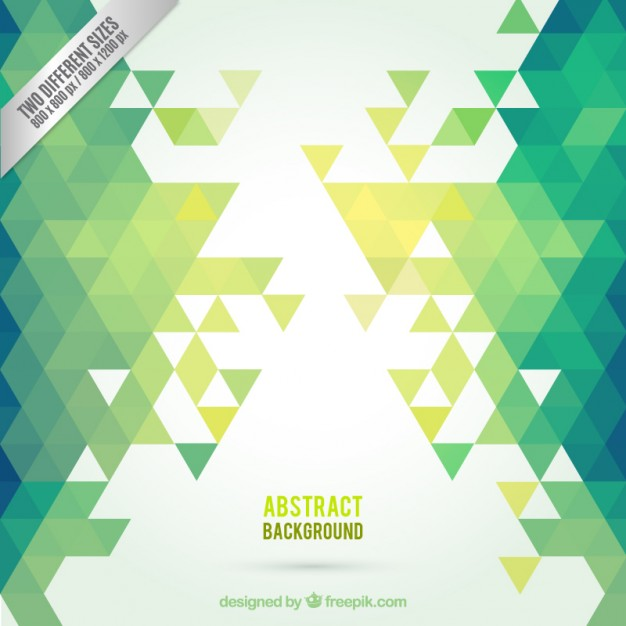 TWO DIFFERENT SIZES
800 x 800 px / 800 x 1200 px
ABSTRACT
BACKGROUND
designed by freepik.com